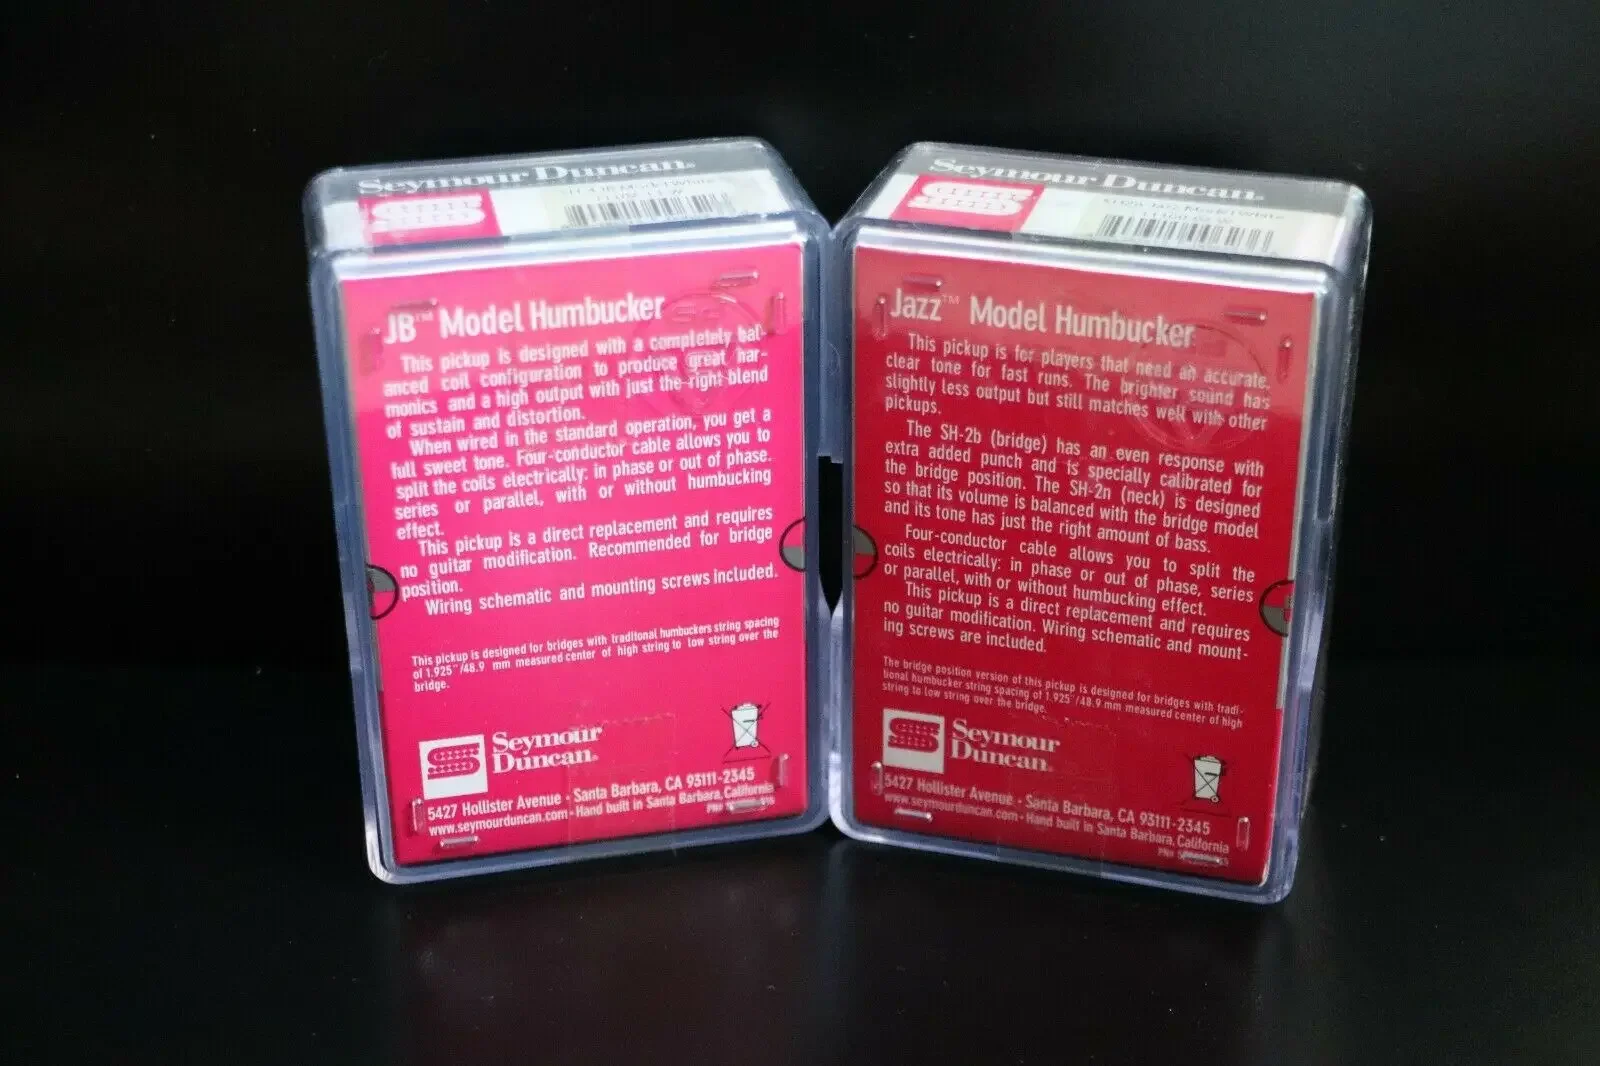 Seymour Duncan®
JB™ Model Humbucker
This pickup is designed with a completely bal-
anced coil configuration to produce great har-
monics and a high output with just the right blend
of sustain and distortion.
When wired in the standard operation, you get a
full sweet tone. Four-conductor cable allows you to
split the coils electrically: in phase or out of phase.
series or parallel, with or without humbucking
effect.
This pickup is a direct replacement and requires
no guitar modification. Recommended for bridge
position.
Wiring schematic and mounting screws included.
This pickup is designed for bridges with traditonal humbuckers string spacing
of 1.925"/48.9 mm measured center of high string to low string over the
bridge.
Seymour
Duncan®
5427 Hollister Avenue • Santa Barbara, CA 93111-2345
www.seymourduncan.com • Hand built in Santa Barbara, California
PN#
Seymour Duncan®
Jazz Model White
Jazz™ Model Humbucker
This pickup is for players that need an accurate,
clear tone for fast runs. The brighter sound has
slightly less output but still matches well with other
pickups.
The SH-2b (bridge) has an even response with
extra added punch and is specially calibrated for
the bridge position. The SH-2n (neck) is designed
so that its volume is balanced with the bridge model
and its tone has just the right amount of bass.
Four-conductor cable allows you to split the
coils electrically: in phase or out of phase, series
or parallel, with or without humbucking effect.
This pickup is a direct replacement and requires
no guitar modification. Wiring schematic and mount-
ing screws are included.
The bridge position version of this pickup is designed for bridges with tradi-
tional humbucker string spacing of 1.925"/48.9 mm measured center of high
string to low string over the bridge.
Seymour
Duncan®
5427 Hollister Avenue • Santa Barbara, CA 93111-2345
www.seymourduncan.com • Hand built in Santa Barbara, California
PN#